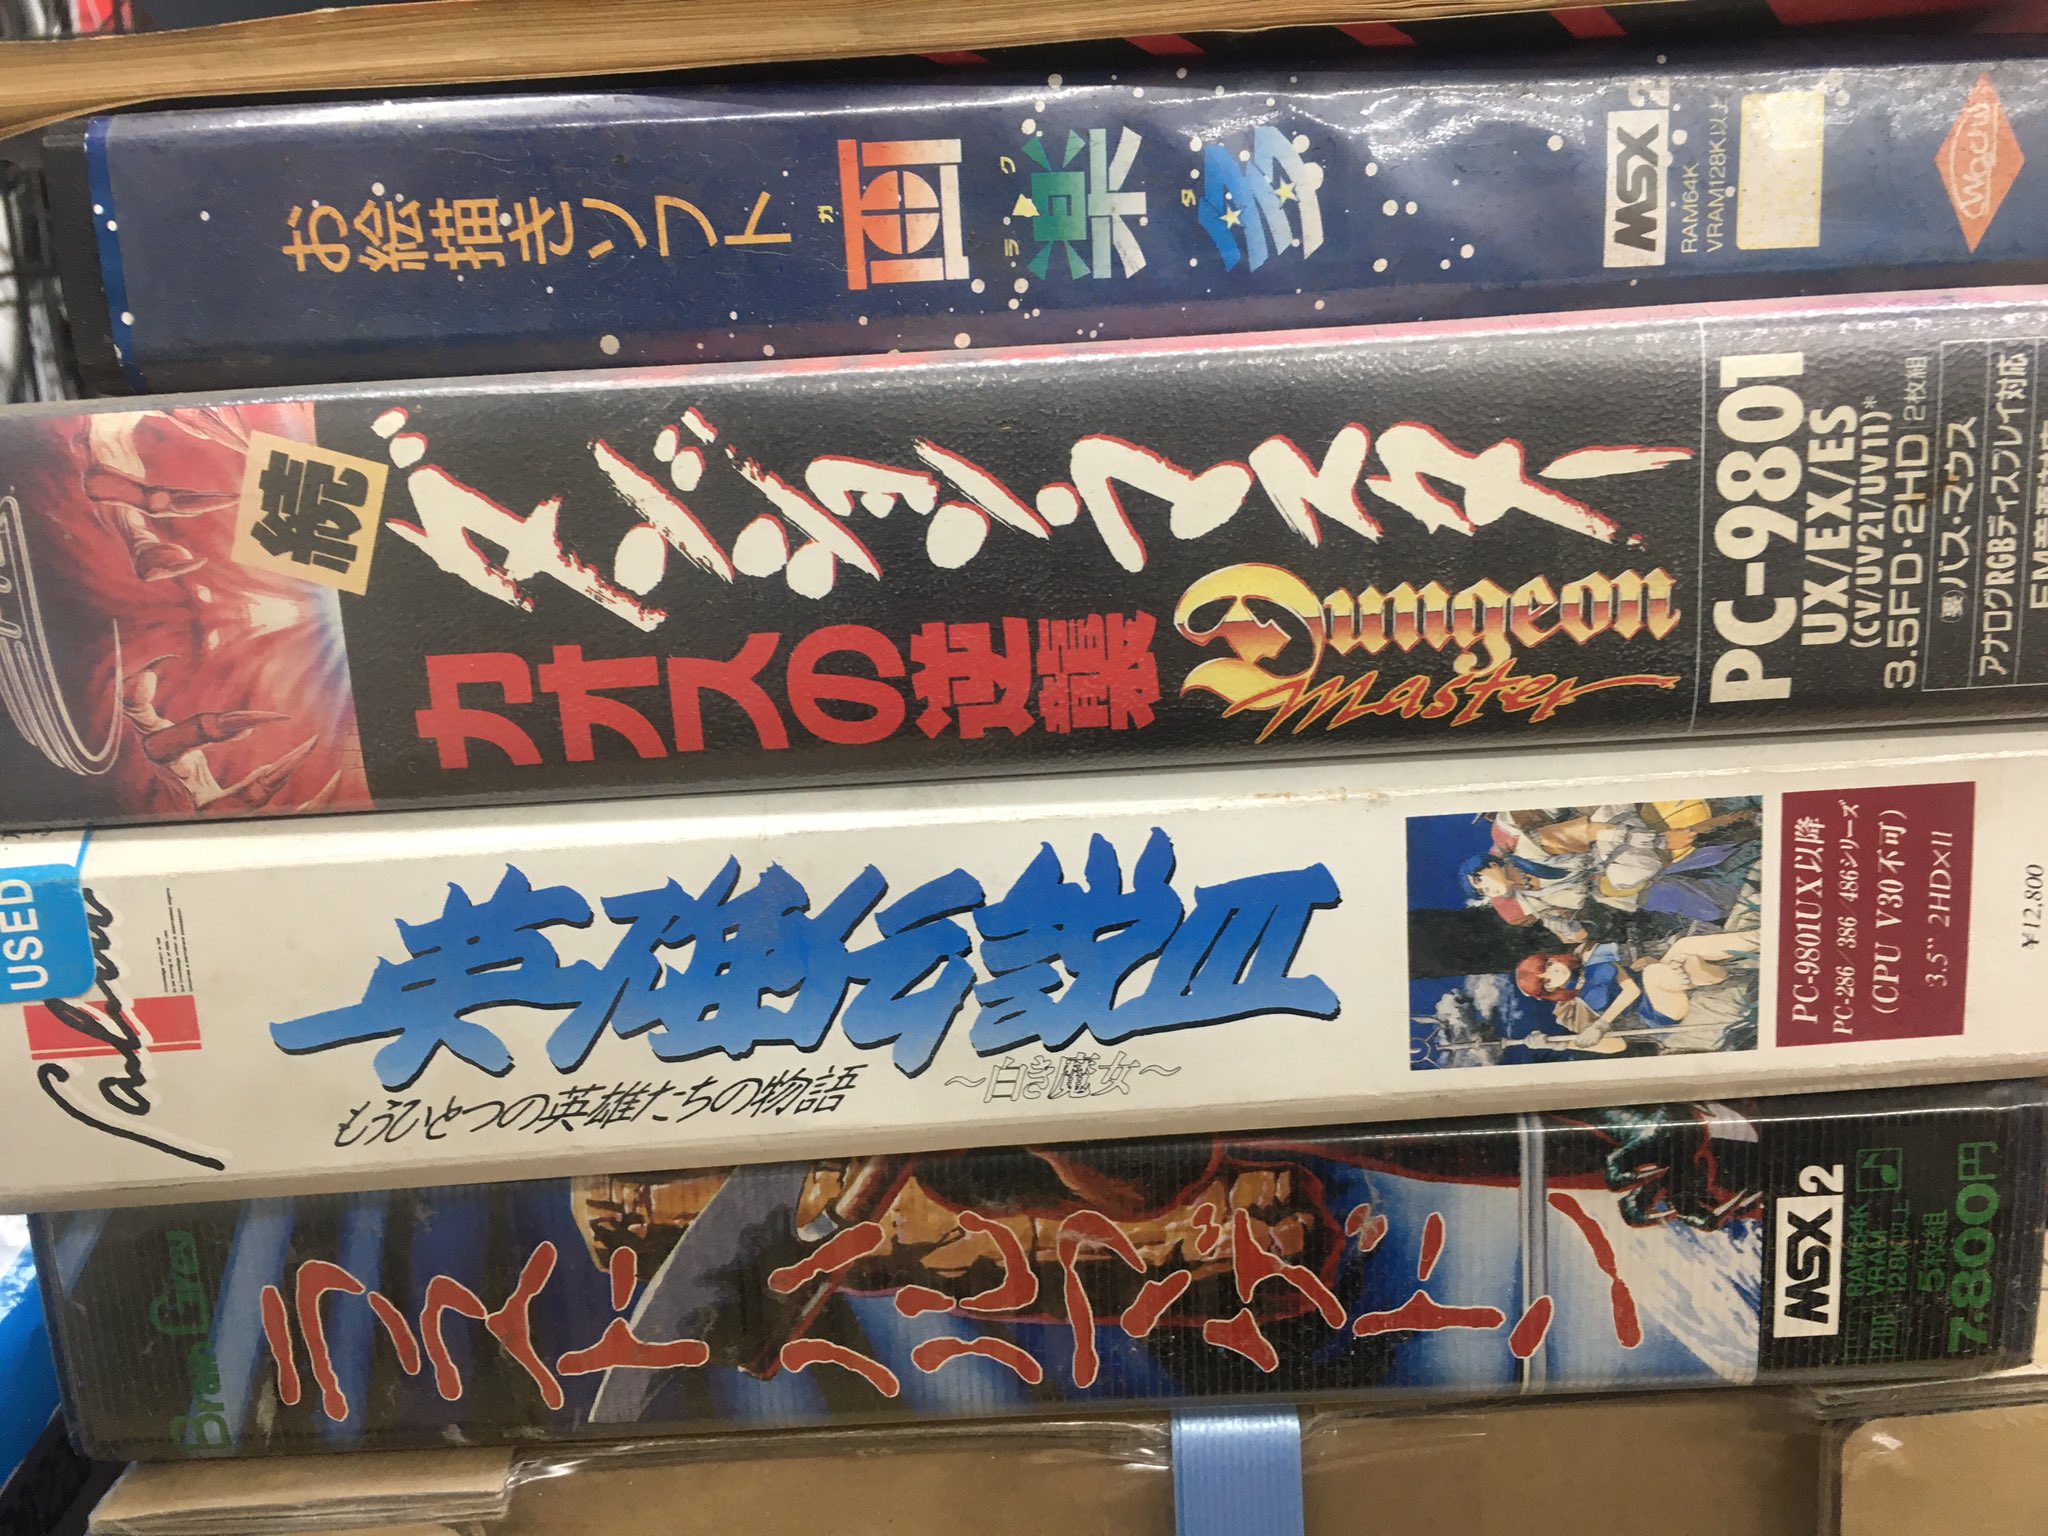 お絵描きソフト
画楽多
ガ
ラク
タ
MSX2
RAM64K
VRAM128K以上
Wachs
続
ダンジョン・マスター
カオスの逆襲
Dungeon
Master
PC-9801
UX/EX/ES
(CV/UV21/UV11)*
3.5FD・2HD 2枚組
(要)バス・マウス
アナログRGBディスプレイ対応
USED
英雄伝説III
もうひとつの英雄たちの物語
～白き魔女～
PC-9801UX以降
PC-286/386 486シリーズ
(CPU V30不可)
3.5" 2HD×11
¥12,800
Brain Grey
ラスト ハルマゲドン
MSX2
RAM64K
VRAM
128K以上
5枚組
7,800円